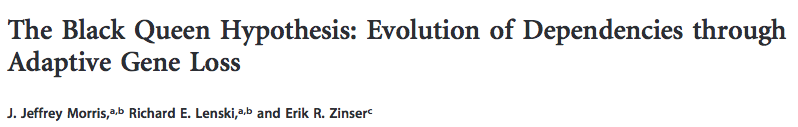 The Black Queen Hypothesis: Evolution of Dependencies through
Adaptive Gene Loss
J. Jeffrey Morris,a,b Richard E. Lenski,a,b and Erik R. Zinserc